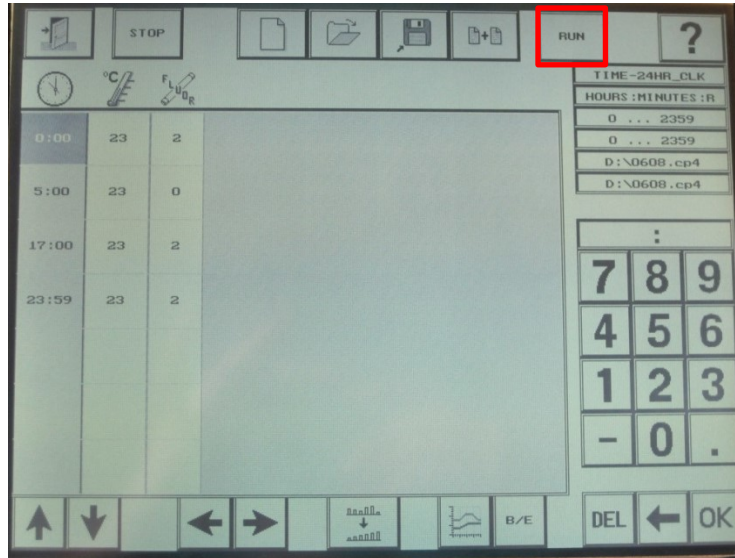 STOP
RUN
?
°C
FLUOR
TIME-24HR_CLK
HOURS:MINUTES:R
0 ... 2359
0 ... 2359
D:\0608.cp4
D:\0608.cp4
0:00 23 2
5:00 23 0
17:00 23 2
23:59 23 2
:
7 8 9
4 5 6
1 2 3
- 0 .
B/E
DEL
OK